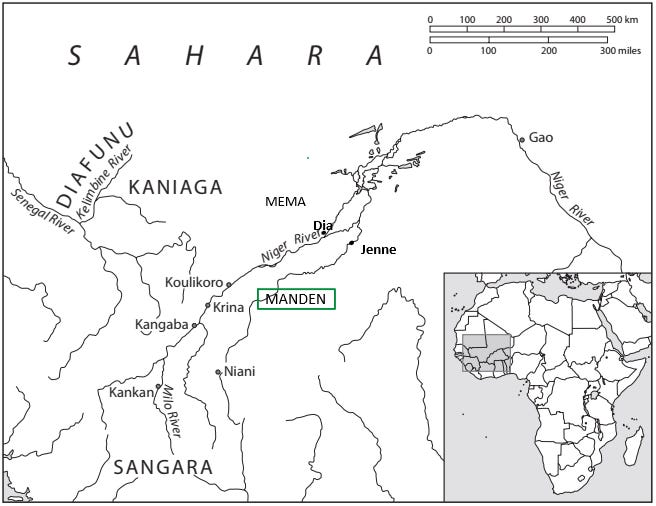 0 100 200 300 400 500 km
0 100 200 300 miles
S A H A R A
Gao
DIAFUNU
Kelimbine River
KANIAGA
Senegal River
MEMA
Niger River
Dia
Niger River
Jenne
Koulikoro
MANDEN
Krina
Kangaba
Niani
Kankan
Milo River
SANGARA